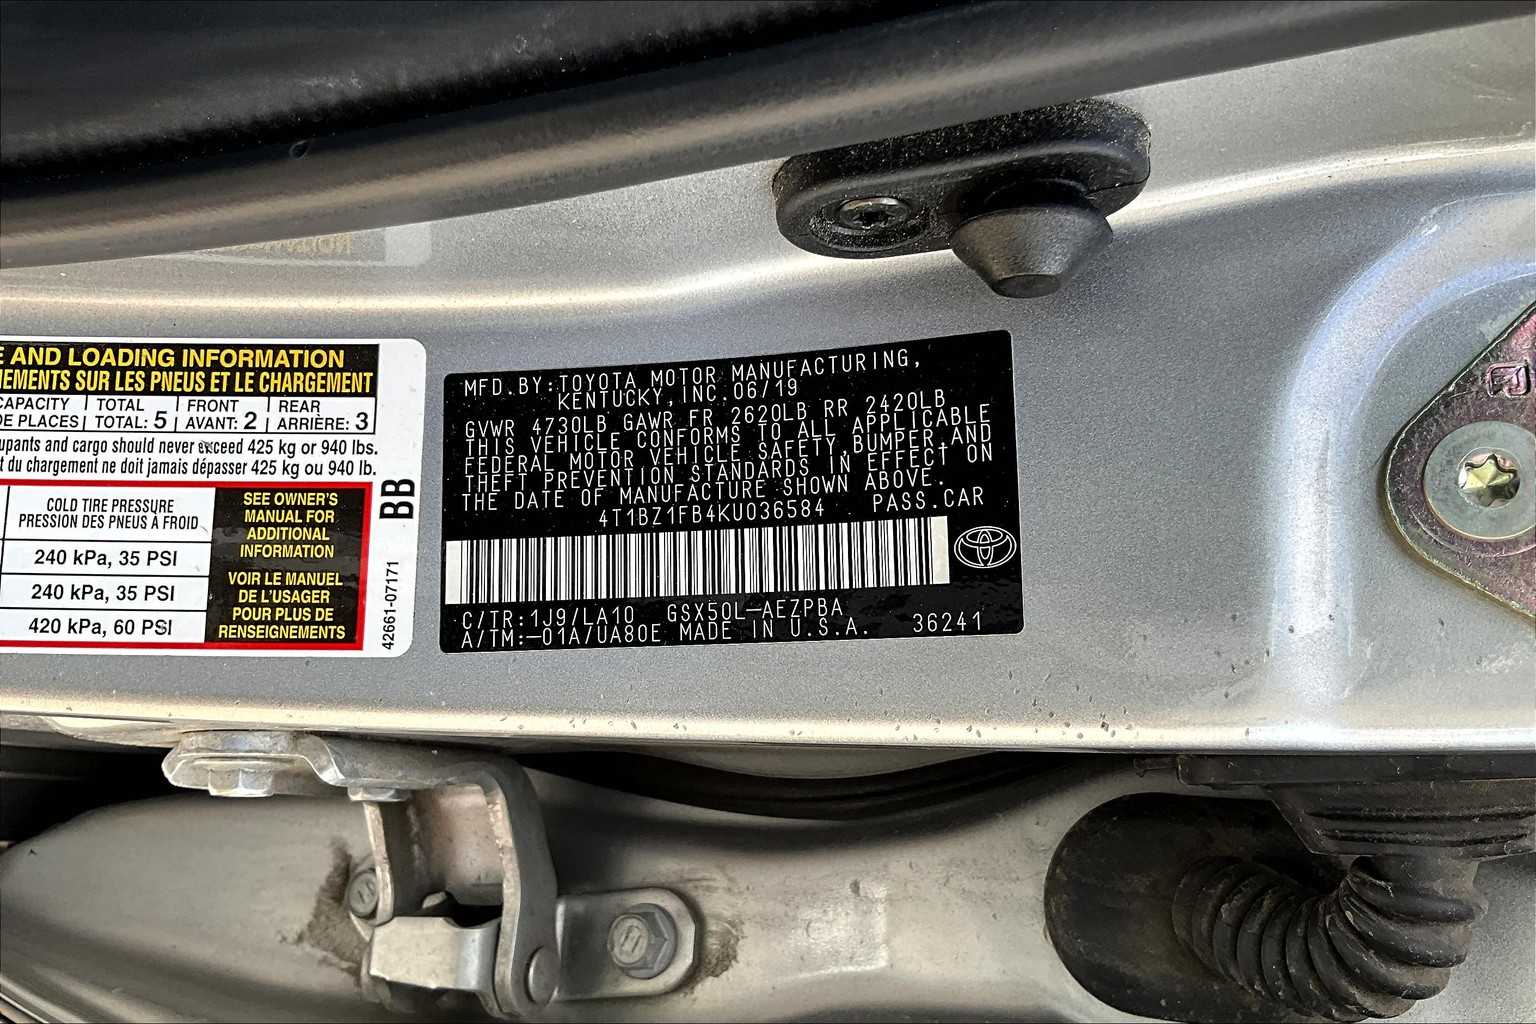 E AND LOADING INFORMATION
EMENTS SUR LES PNEUS ET LE CHARGEMENT
CAPACITY TOTAL FRONT REAR
DE PLACES TOTAL: 5 AVANT: 2 ARRIÈRE: 3
upants and cargo should never exceed 425 kg or 940 lbs.
t du chargement ne doit jamais dépasser 425 kg ou 940 lb.
COLD TIRE PRESSURE
PRESSION DES PNEUS À FROID
240 kPa, 35 PSI
240 kPa, 35 PSI
420 kPa, 60 PSI
SEE OWNER'S
MANUAL FOR
ADDITIONAL
INFORMATION
VOIR LE MANUEL
DE L'USAGER
POUR PLUS DE
RENSEIGNEMENTS
BB
42661-07171
MFD.BY:TOYOTA MOTOR MANUFACTURING,
KENTUCKY,INC.06/19
GVWR 4730LB GAWR FR 2620LB RR 2420LB
THIS VEHICLE CONFORMS TO ALL APPLICABLE
FEDERAL MOTOR VEHICLE SAFETY,BUMPER,AND
THEFT PREVENTION STANDARDS IN EFFECT ON
THE DATE OF MANUFACTURE SHOWN ABOVE.
4T1BZ1FB4KU036584 PASS.CAR
C/TR:1J9/LA10 GSX50L-AEZPBA
A/TM:-01A/UA80E MADE IN U.S.A. 36241